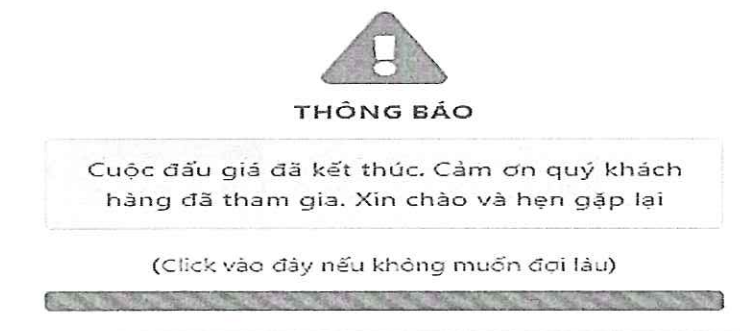 THÔNG BÁO
Cuộc đấu giá đã kết thúc. Cảm ơn quý khách
hàng đã tham gia. Xin chào và hẹn gặp lại
(Click vào đây nếu không muốn đợi lâu)